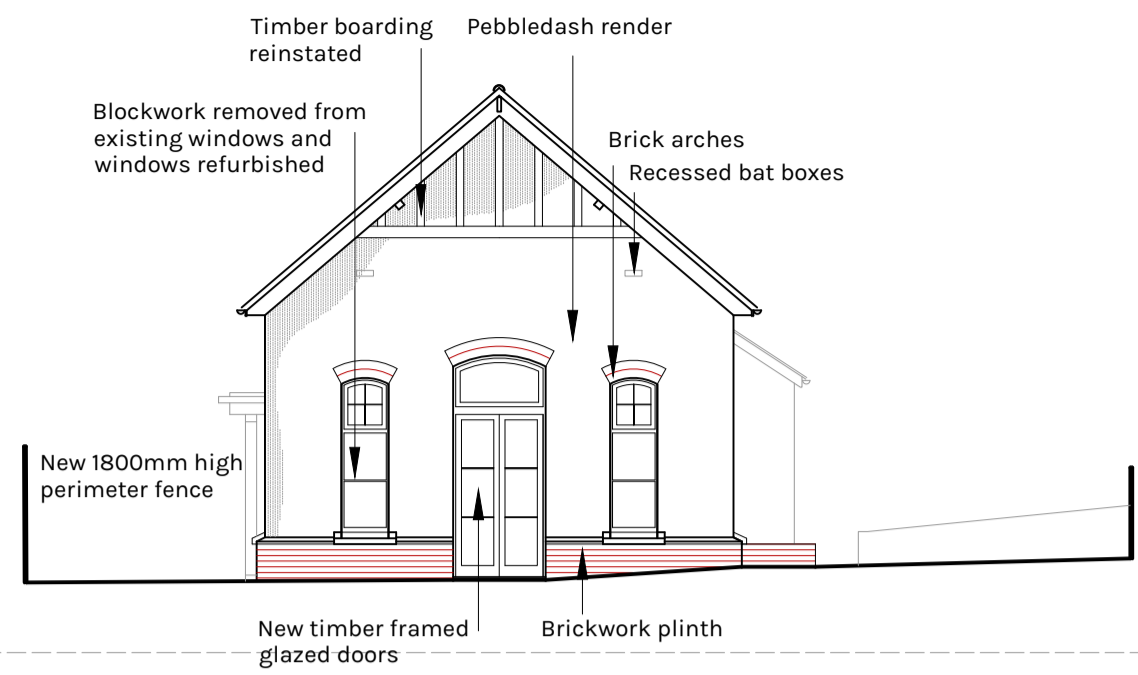 Timber boarding
reinstated
Pebbledash render
Blockwork removed from
existing windows and
windows refurbished
Brick arches
Recessed bat boxes
New 1800mm high
perimeter fence
New timber framed
glazed doors
Brickwork plinth